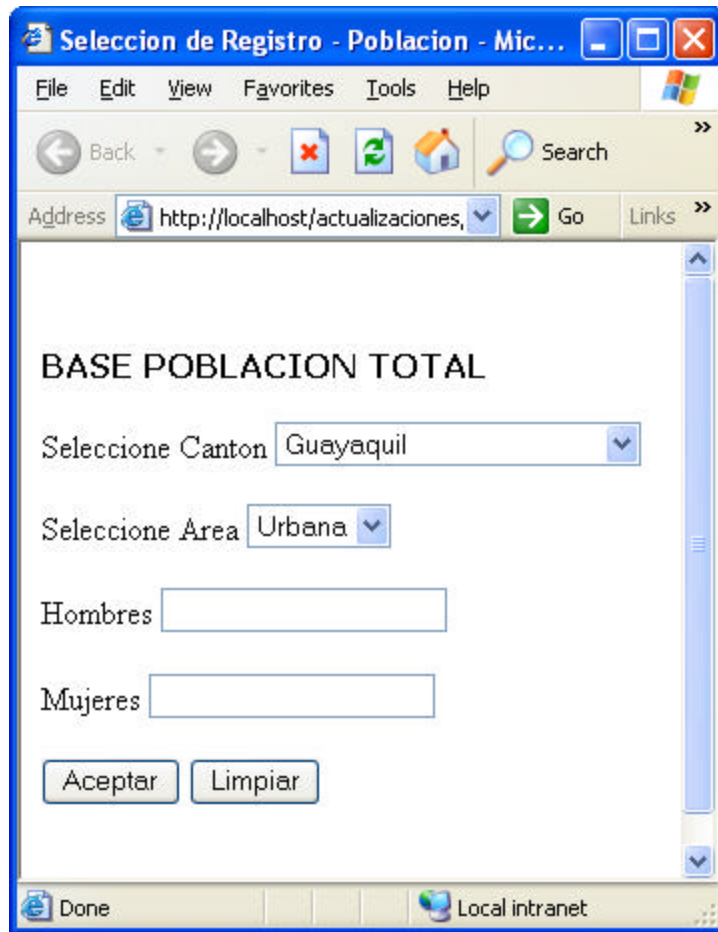 Seleccion de Registro - Poblacion - Mic...
File Edit View Favorites Tools Help
Back Search »
Address http://localhost/actualizaciones, Go Links »
BASE POBLACION TOTAL
Seleccione Canton Guayaquil
Seleccione Area Urbana
Hombres
Mujeres
Aceptar Limpiar
Done Local intranet